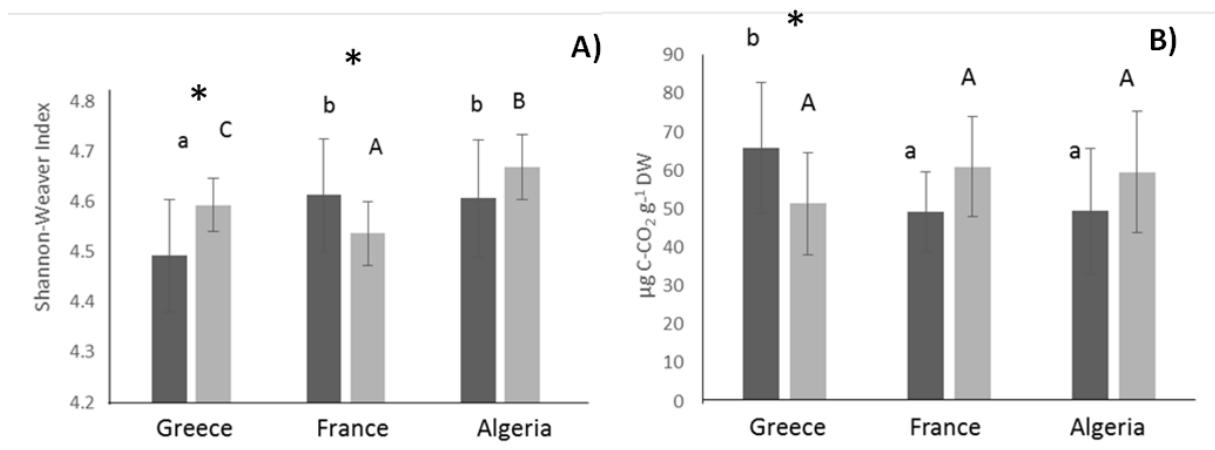 A)
Shannon-Weaver Index
4.8
4.7
4.6
4.5
4.4
4.3
4.2
*
*
a
C
b
A
b
B
Greece
France
Algeria
B)
µg C-CO₂ g⁻¹ DW
90
80
70
60
50
40
30
20
10
0
*
b
A
a
A
a
A
Greece
France
Algeria